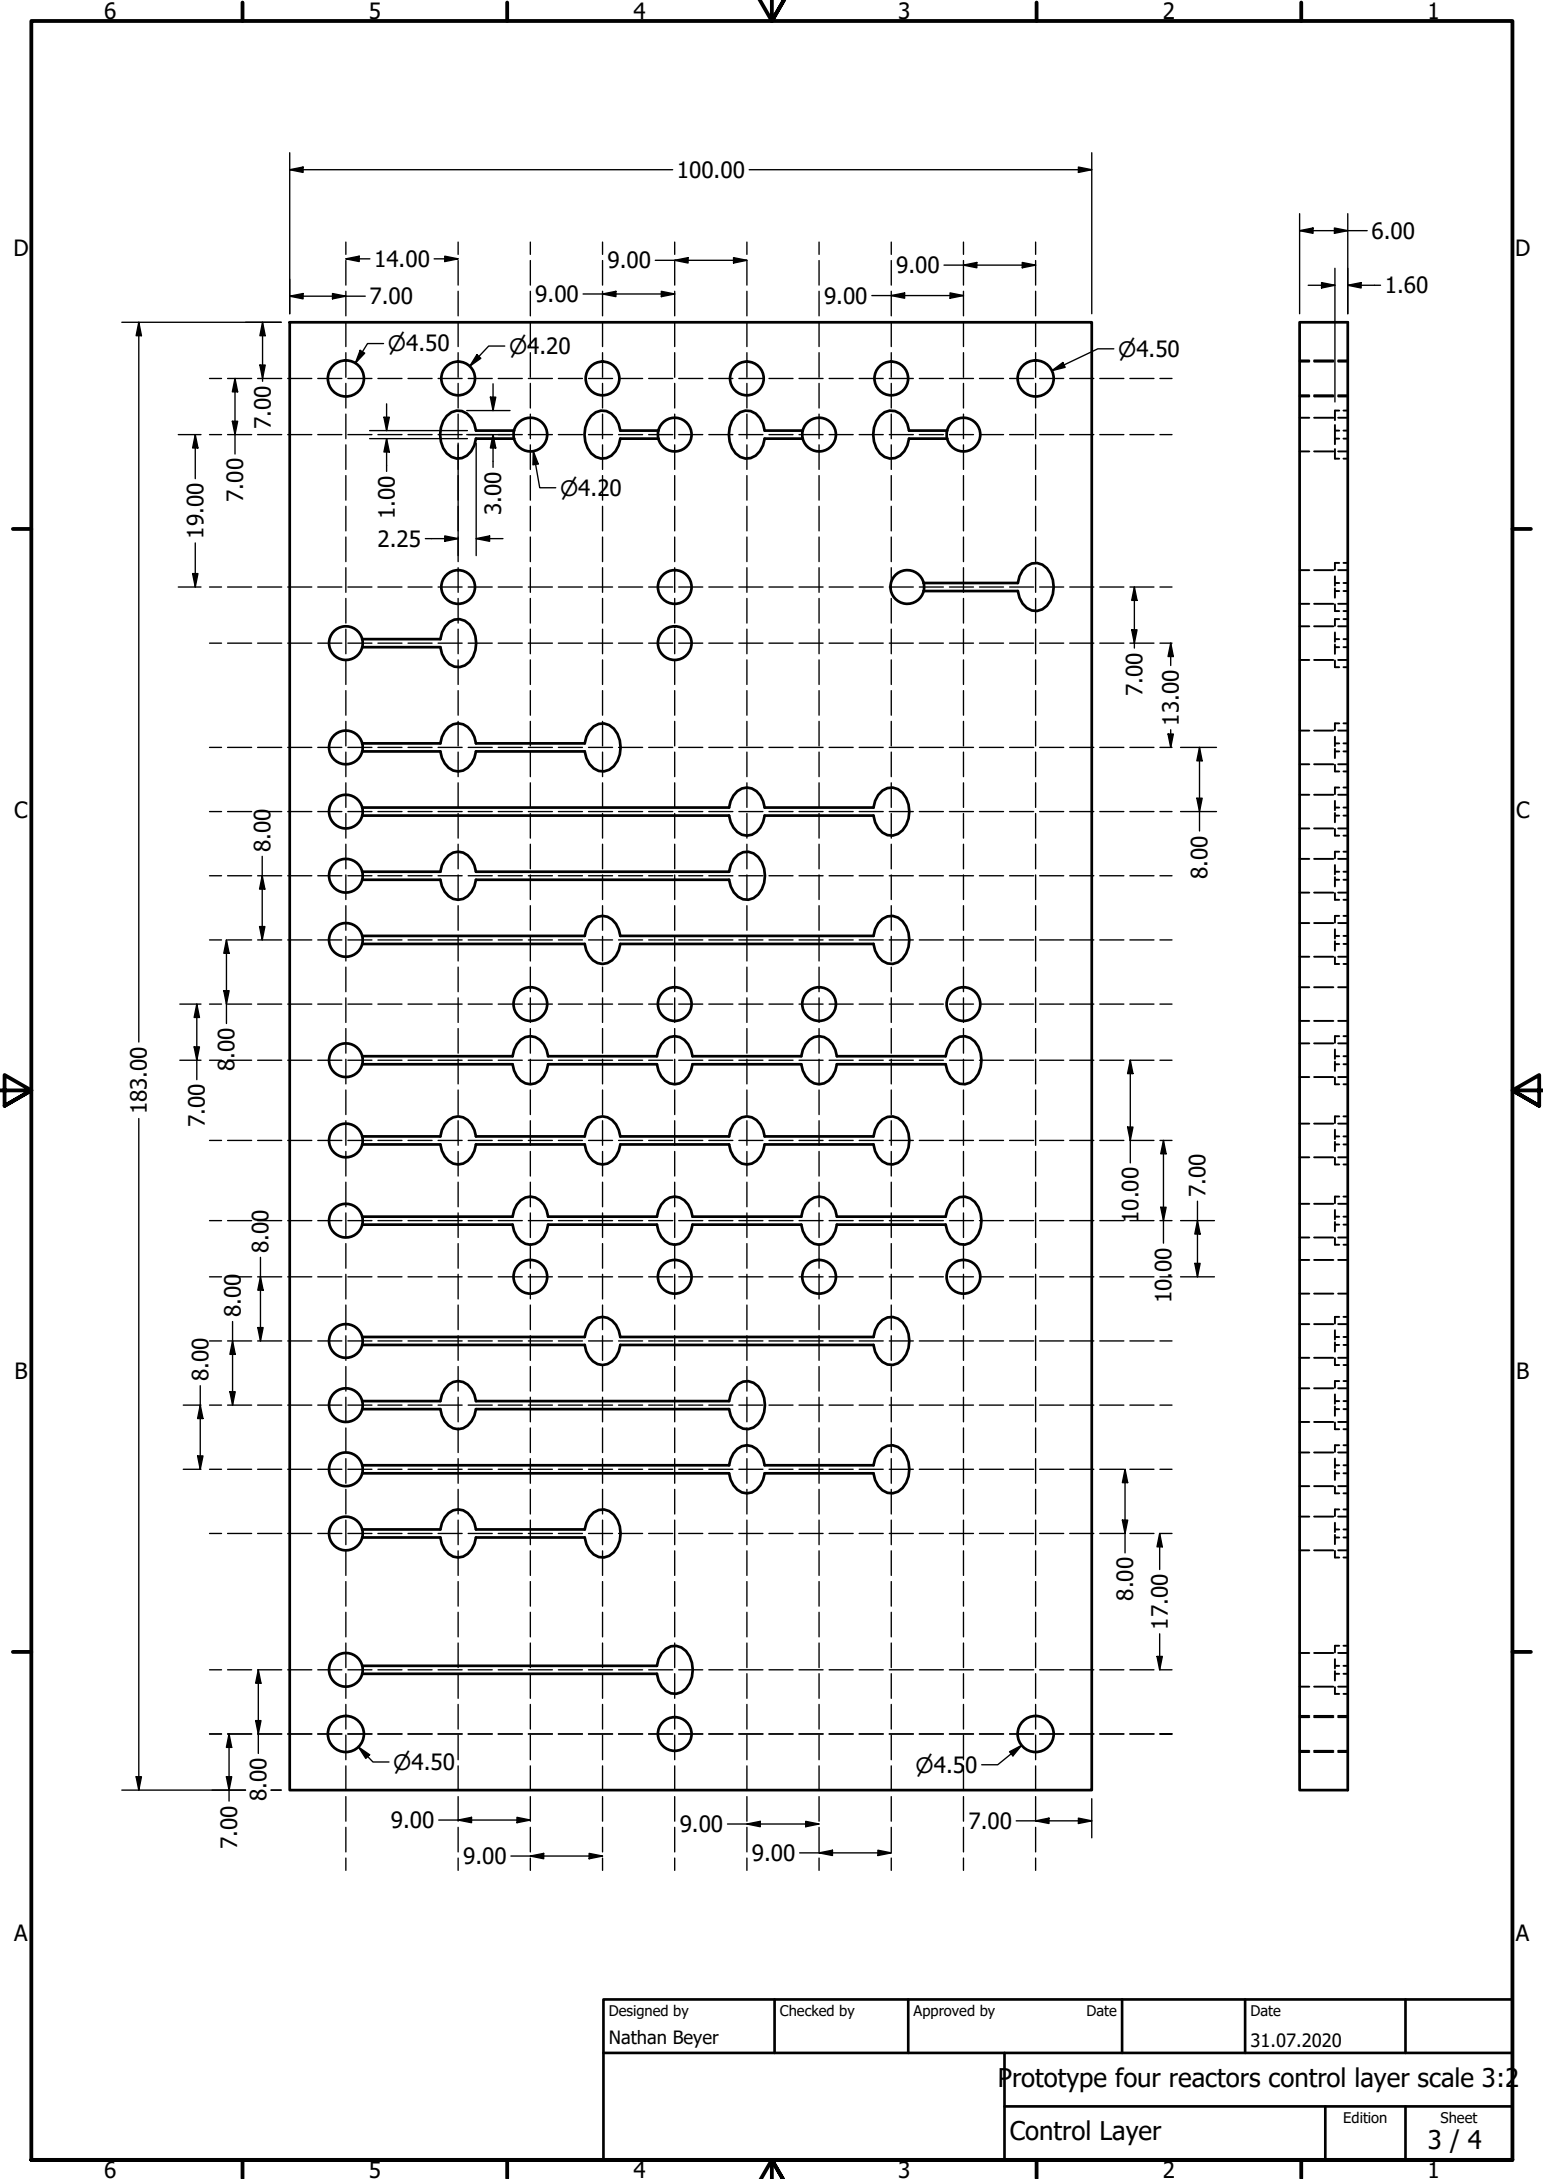 6 5 4 3 2 1
100.00
D 6.00 D
14.00 9.00 9.00
1.60
7.00 9.00 9.00
Ø4.50 Ø4.20 Ø4.50
7.00
7.00
1.00
3.00
Ø4.20
19.00
2.25
7.00
13.00
C C
8.00
8.00
8.00
183.00
7.00
10.00
7.00
8.00
10.00
8.00
8.00
B B
8.00
17.00
Ø4.50 Ø4.50
8.00
7.00
9.00 9.00 7.00
9.00 9.00
A A
Designed by Checked by Approved by Date Date
Nathan Beyer 31.07.2020
Prototype four reactors control layer scale 3:2
Control Layer Edition Sheet
3 / 4
6 5 4 3 2 1